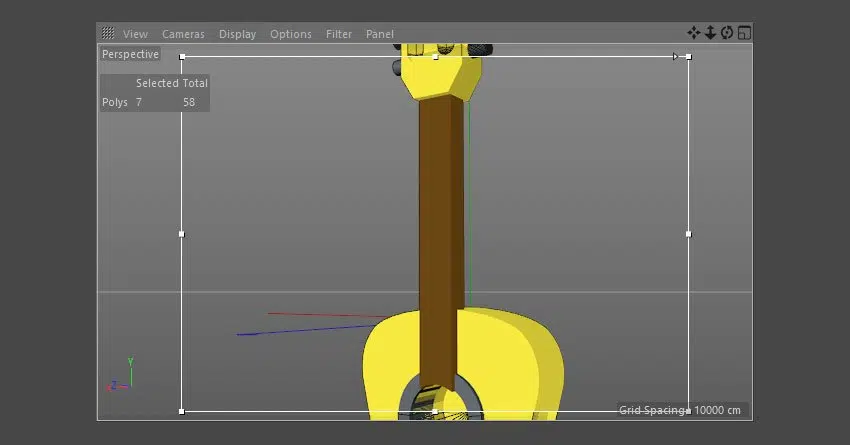 View Cameras Display Options Filter Panel
Perspective
Selected Total
Polys 7 58
Y
Z
Grid Spacing: 10000 cm